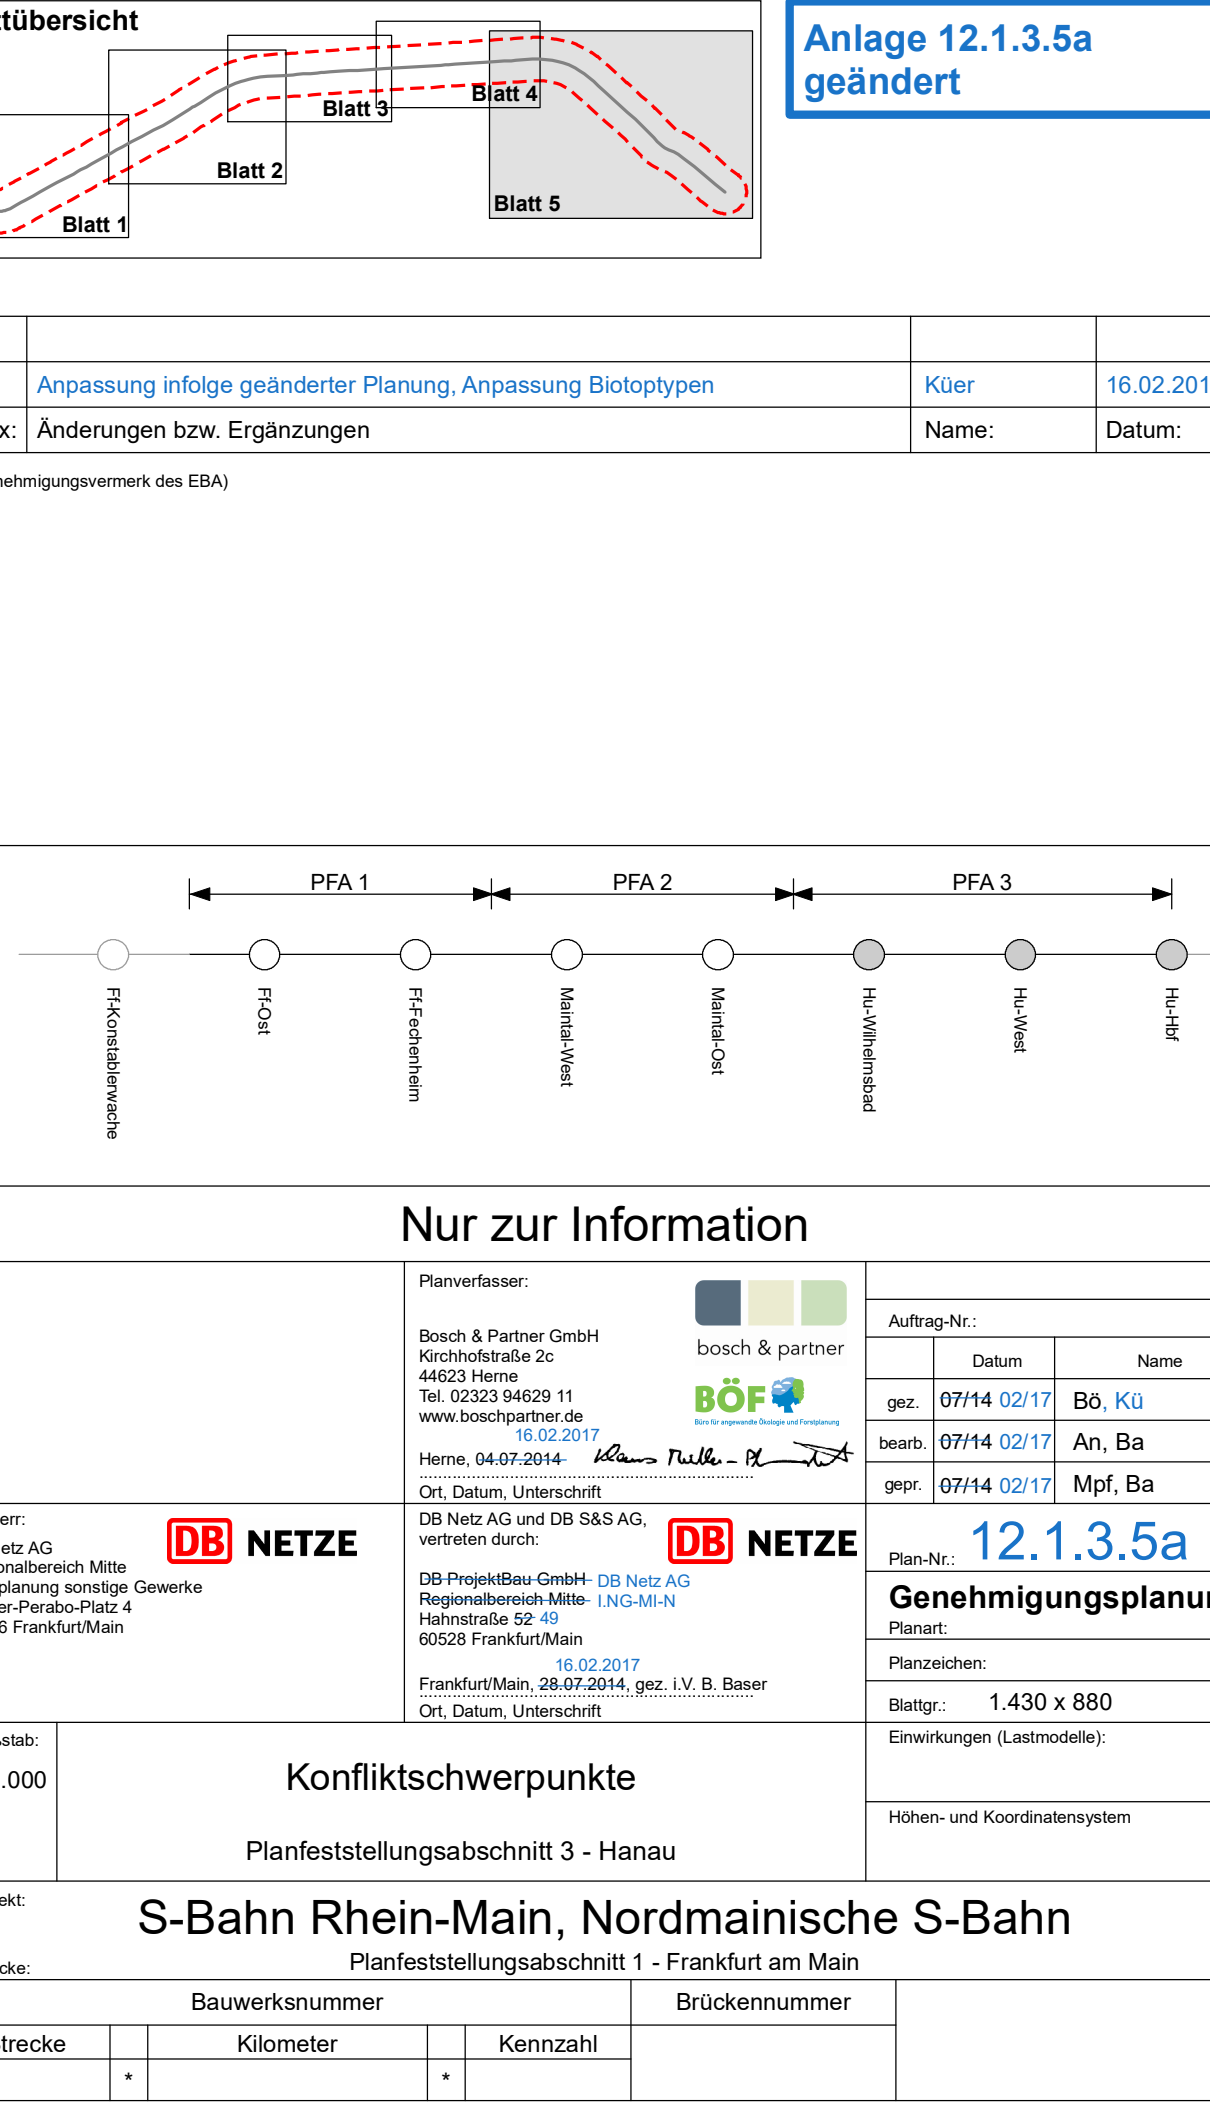 tübersicht
Anlage 12.1.3.5a
geändert
Blatt 1
Blatt 2
Blatt 3
Blatt 4
Blatt 5
Anpassung infolge geänderter Planung, Anpassung Biotoptypen Küer 16.02.201
x: Änderungen bzw. Ergänzungen Name: Datum:
nehmigungsvermerk des EBA)
PFA 1 PFA 2 PFA 3
Ff-Konstablerwache
Ff-Ost
Ff-Fechenheim
Maintal-West
Maintal-Ost
Hu-Wilhelmsbad
Hu-West
Hu-Hbf
Nur zur Information
Planverfasser:
Bosch & Partner GmbH
Kirchhofstraße 2c
44623 Herne
Tel. 02323 94629 11
www.boschpartner.de
16.02.2017
Herne, 04.07.2014
Ort, Datum, Unterschrift
bosch & partner
BÖF
Büro für angewandte Ökologie und Forstplanung
Auftrag-Nr.:
Datum Name
gez. 07/14 02/17 Bö, Kü
bearb. 07/14 02/17 An, Ba
gepr. 07/14 02/17 Mpf, Ba
err:
etz AG
onalbereich Mitte
planung sonstige Gewerke
er-Perabo-Platz 4
6 Frankfurt/Main
DB NETZE
DB Netz AG und DB S&S AG,
vertreten durch:
DB NETZE
DB ProjektBau GmbH DB Netz AG
Regionalbereich Mitte I.NG-MI-N
Hahnstraße 52 49
60528 Frankfurt/Main
16.02.2017
Frankfurt/Main, 28.07.2014, gez. i.V. B. Baser
Ort, Datum, Unterschrift
Plan-Nr.: 12.1.3.5a
Genehmigungsplanu
Planart:
Planzeichen:
Blattgr.: 1.430 x 880
Einwirkungen (Lastmodelle):
Höhen- und Koordinatensystem
stab:
.000
Konfliktschwerpunkte
Planfeststellungsabschnitt 3 - Hanau
ekt:
S-Bahn Rhein-Main, Nordmainische S-Bahn
cke:
Planfeststellungsabschnitt 1 - Frankfurt am Main
Bauwerksnummer Brückennummer
trecke Kilometer Kennzahl
* *